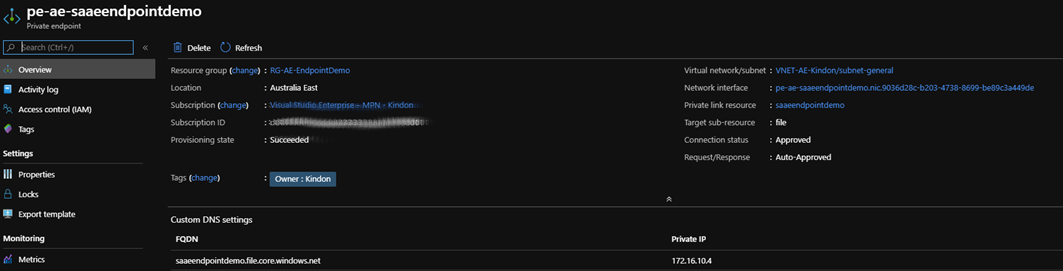 pe-ae-saaeendpointdemo
Private endpoint
Search (Ctrl+/) «
Overview
Activity log
Access control (IAM)
Tags
Settings
Properties
Locks
Export template
Monitoring
Metrics
Delete Refresh
Resource group (change) : RG-AE-EndpointDemo
Location : Australia East
Subscription (change) : Visual Studio Enterprise – MPN - Kindon
Subscription ID :
Provisioning state : Succeeded
Tags (change) : Owner : Kindon
Virtual network/subnet : VNET-AE-Kindon/subnet-general
Network interface : pe-ae-saaeendpointdemo.nic.9036d28c-b203-4738-8699-be89c3a449de
Private link resource : saaeendpointdemo
Target sub-resource : file
Connection status : Approved
Request/Response : Auto-Approved
Custom DNS settings
FQDN Private IP
saaeendpointdemo.file.core.windows.net 172.16.10.4